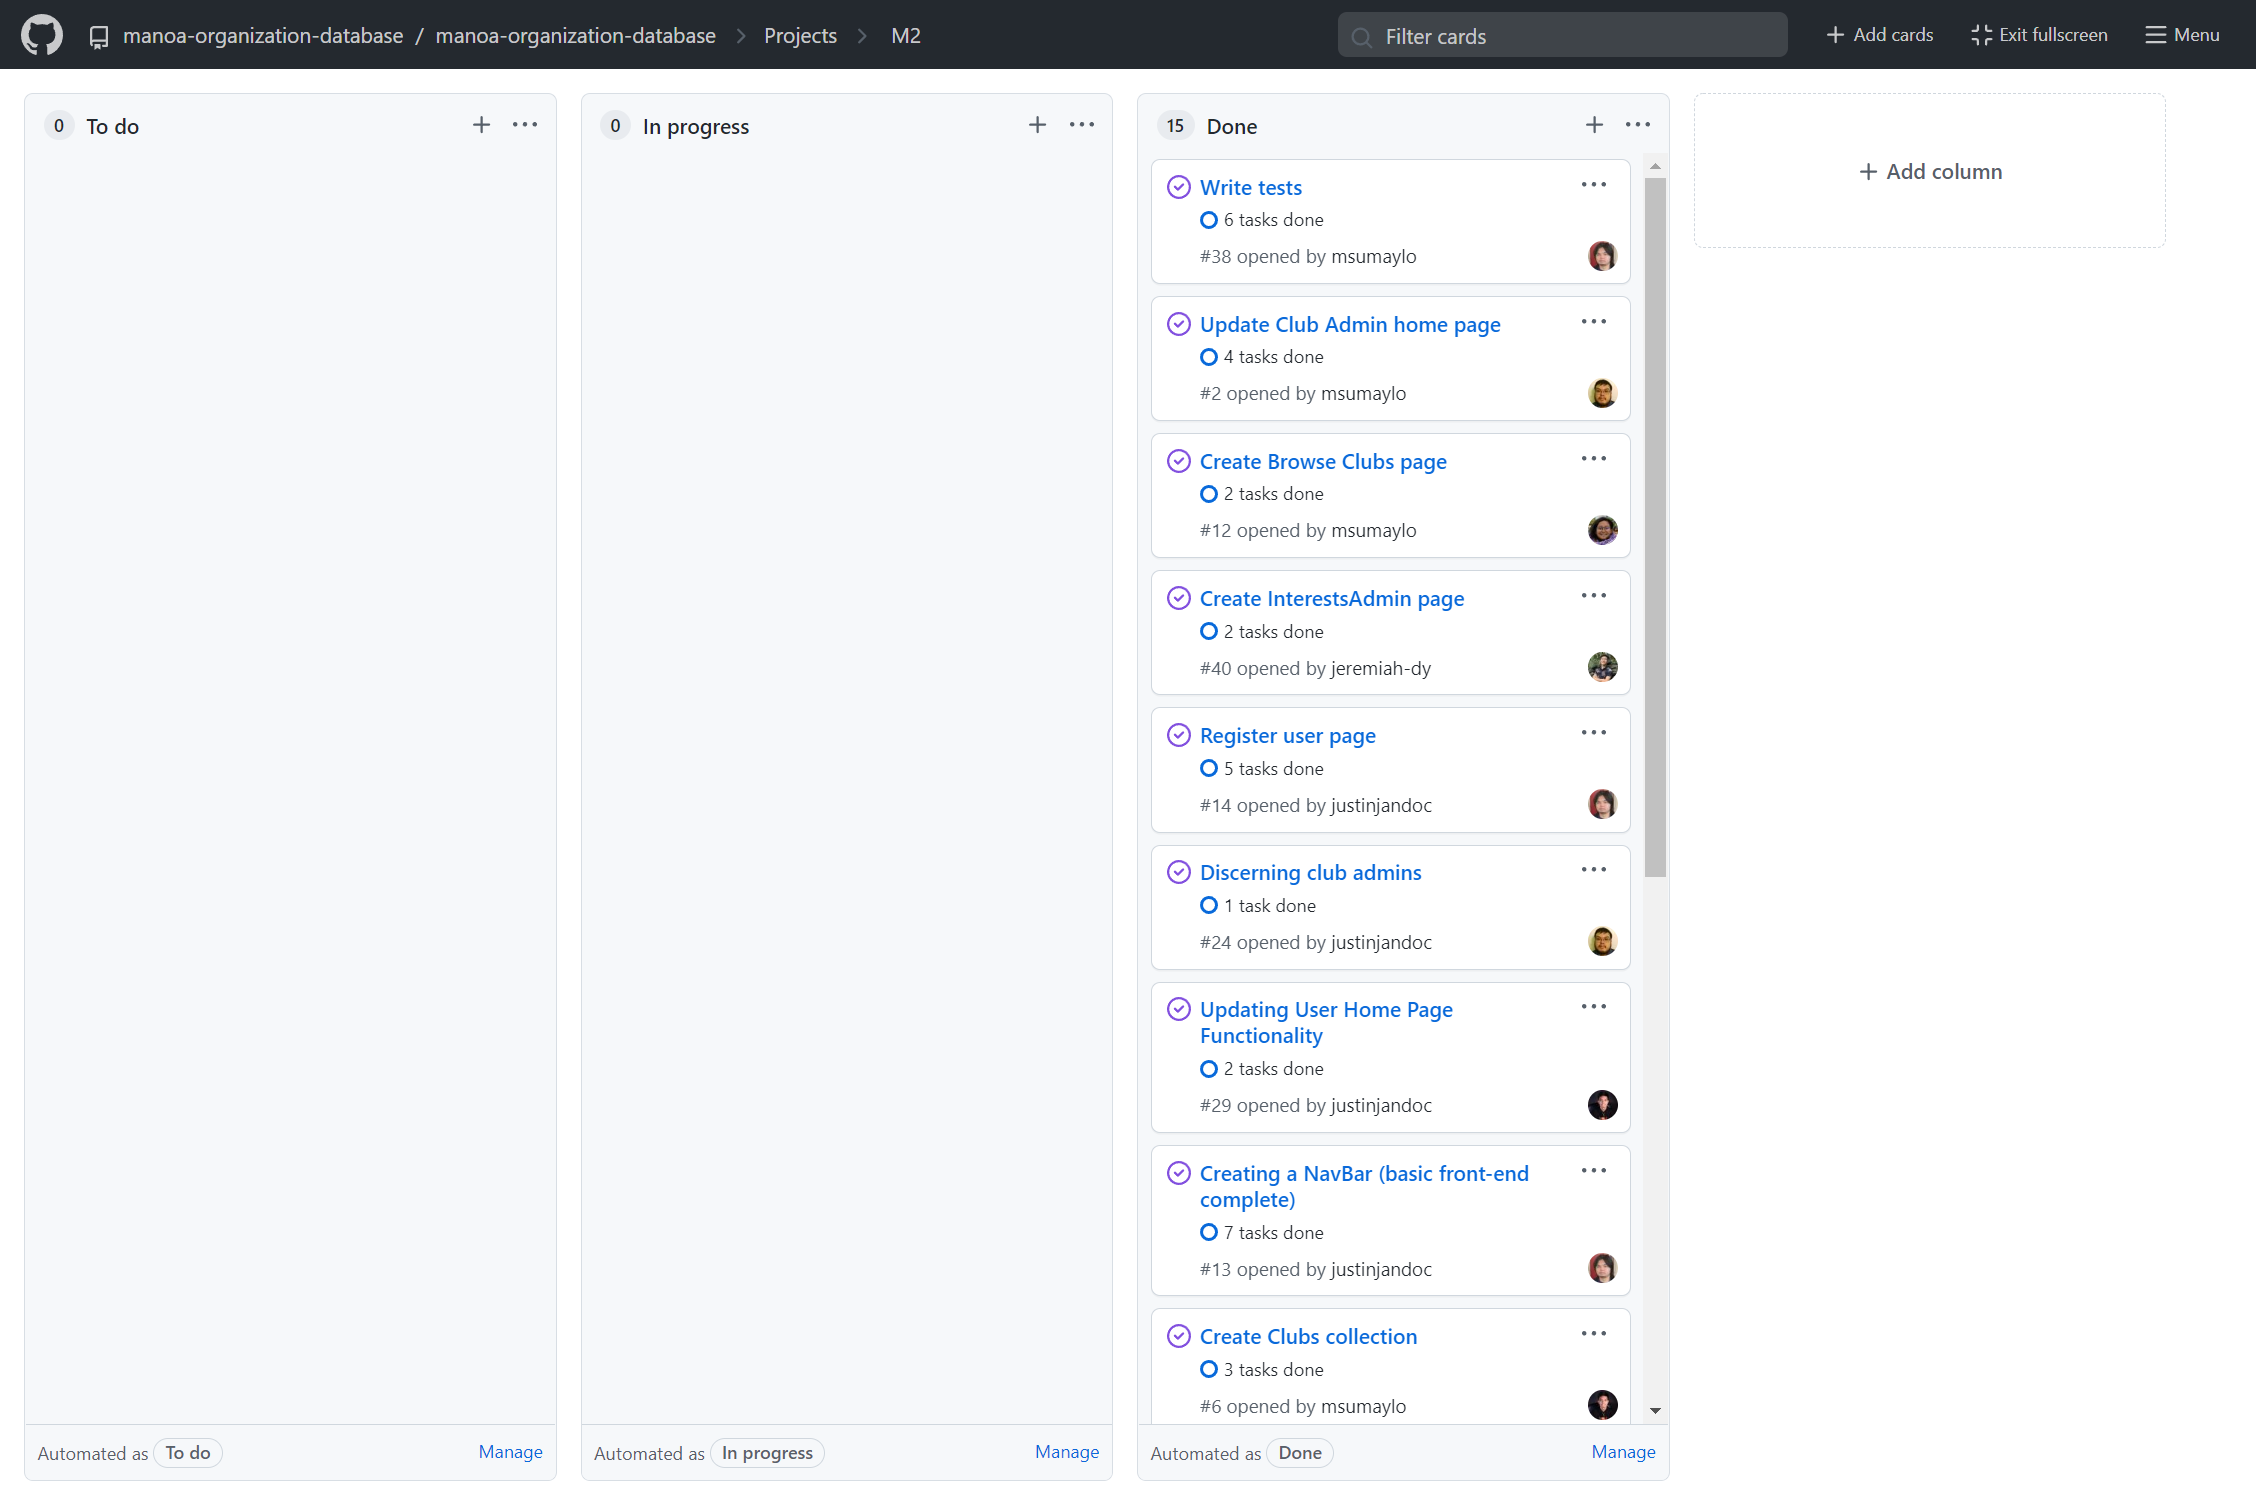 manoa-organization-database / manoa-organization-database > Projects > M2
Filter cards
+ Add cards
Exit fullscreen
Menu
0 To do
0 In progress
15 Done
Write tests
6 tasks done
#38 opened by msumaylo
Update Club Admin home page
4 tasks done
#2 opened by msumaylo
Create Browse Clubs page
2 tasks done
#12 opened by msumaylo
Create InterestsAdmin page
2 tasks done
#40 opened by jeremiah-dy
Register user page
5 tasks done
#14 opened by justinjandoc
Discerning club admins
1 task done
#24 opened by justinjandoc
Updating User Home Page
Functionality
2 tasks done
#29 opened by justinjandoc
Creating a NavBar (basic front-end
complete)
7 tasks done
#13 opened by justinjandoc
Create Clubs collection
3 tasks done
#6 opened by msumaylo
+ Add column
Automated as To do Manage
Automated as In progress Manage
Automated as Done Manage